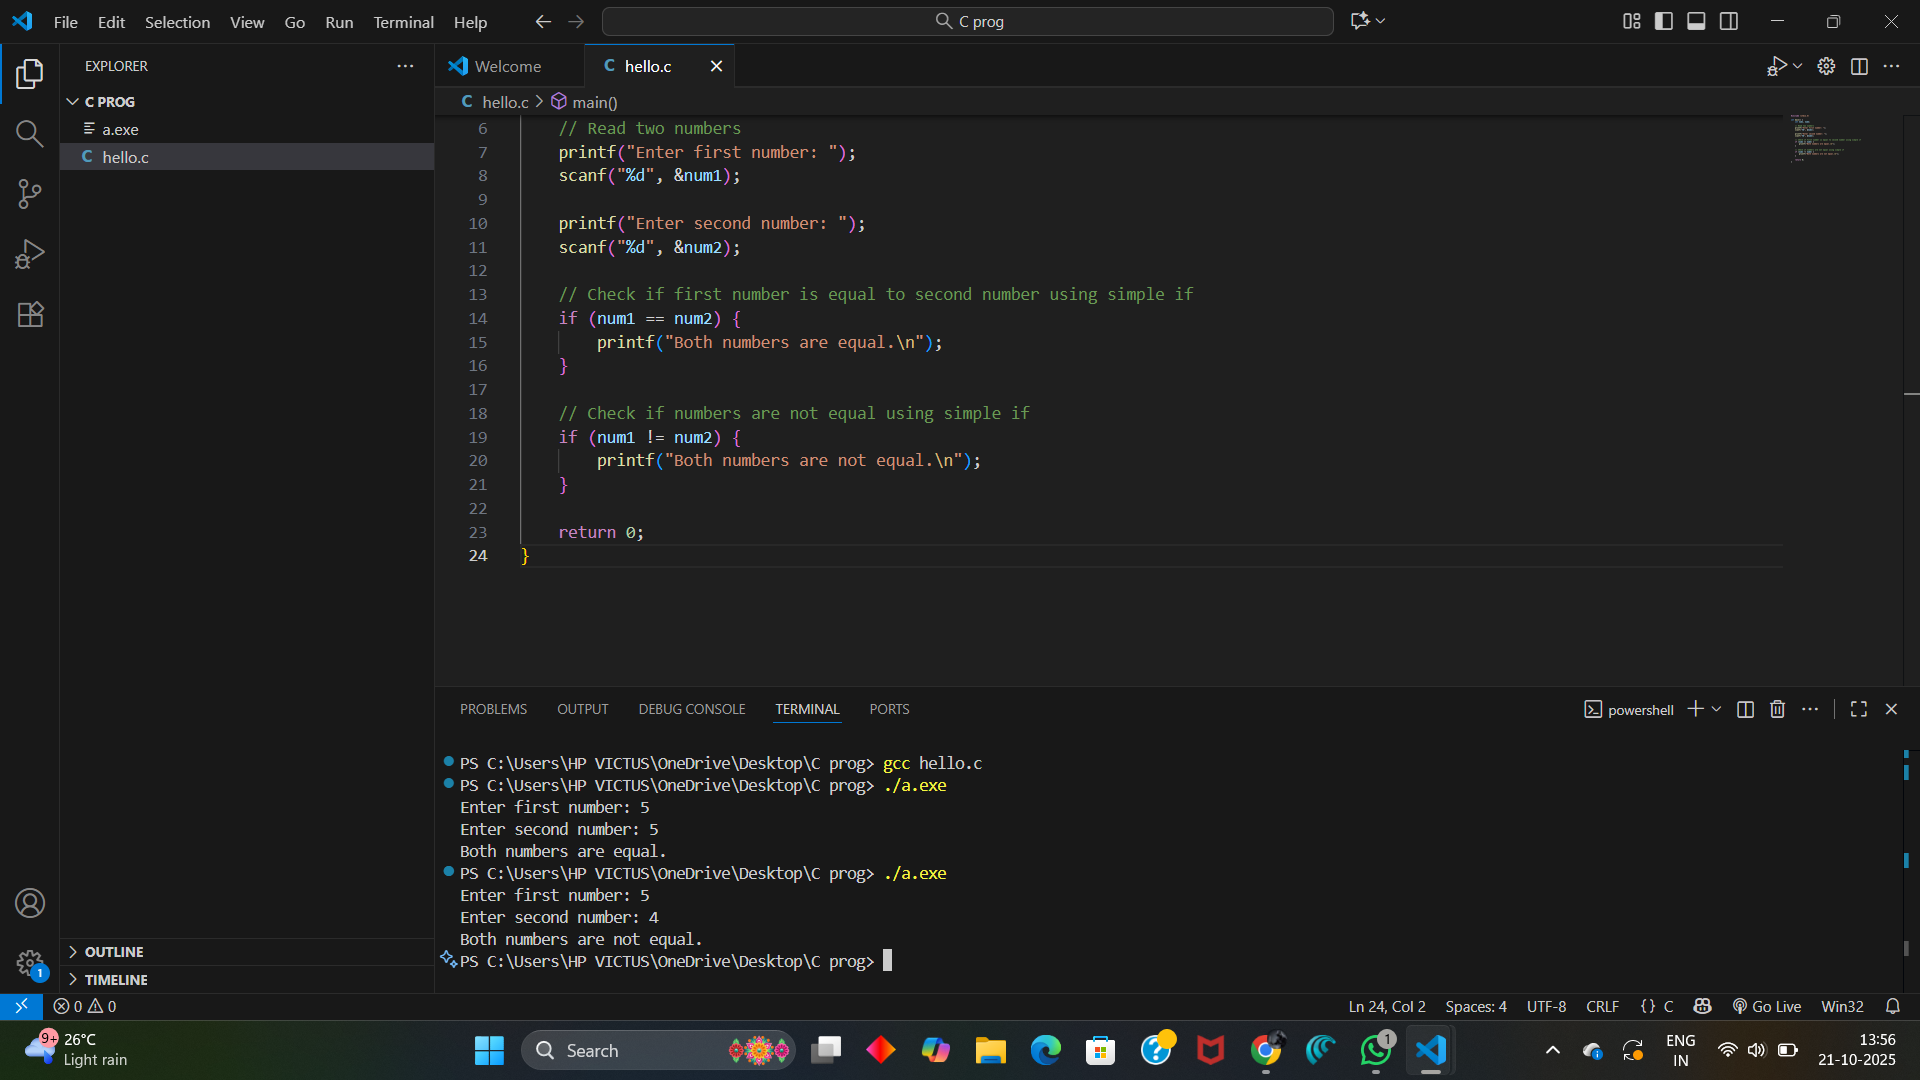 File Edit Selection View Go Run Terminal Help
C prog
EXPLORER
C PROG
a.exe
C hello.c
Welcome
C hello.c
C hello.c > main()
6 // Read two numbers
7 printf("Enter first number: ");
8 scanf("%d", &num1);
9
10 printf("Enter second number: ");
11 scanf("%d", &num2);
12
13 // Check if first number is equal to second number using simple if
14 if (num1 == num2) {
15 printf("Both numbers are equal.\n");
16 }
17
18 // Check if numbers are not equal using simple if
19 if (num1 != num2) {
20 printf("Both numbers are not equal.\n");
21 }
22
23 return 0;
24 }
PROBLEMS OUTPUT DEBUG CONSOLE TERMINAL PORTS
powershell
PS C:\Users\HP VICTUS\OneDrive\Desktop\C prog> gcc hello.c
PS C:\Users\HP VICTUS\OneDrive\Desktop\C prog> ./a.exe
Enter first number: 5
Enter second number: 5
Both numbers are equal.
PS C:\Users\HP VICTUS\OneDrive\Desktop\C prog> ./a.exe
Enter first number: 5
Enter second number: 4
Both numbers are not equal.
PS C:\Users\HP VICTUS\OneDrive\Desktop\C prog>
1
OUTLINE
TIMELINE
0 0
Ln 24, Col 2 Spaces: 4 UTF-8 CRLF {} C Go Live Win32
9+
26°C
Light rain
Search
1
ENG
IN
13:56
21-10-2025